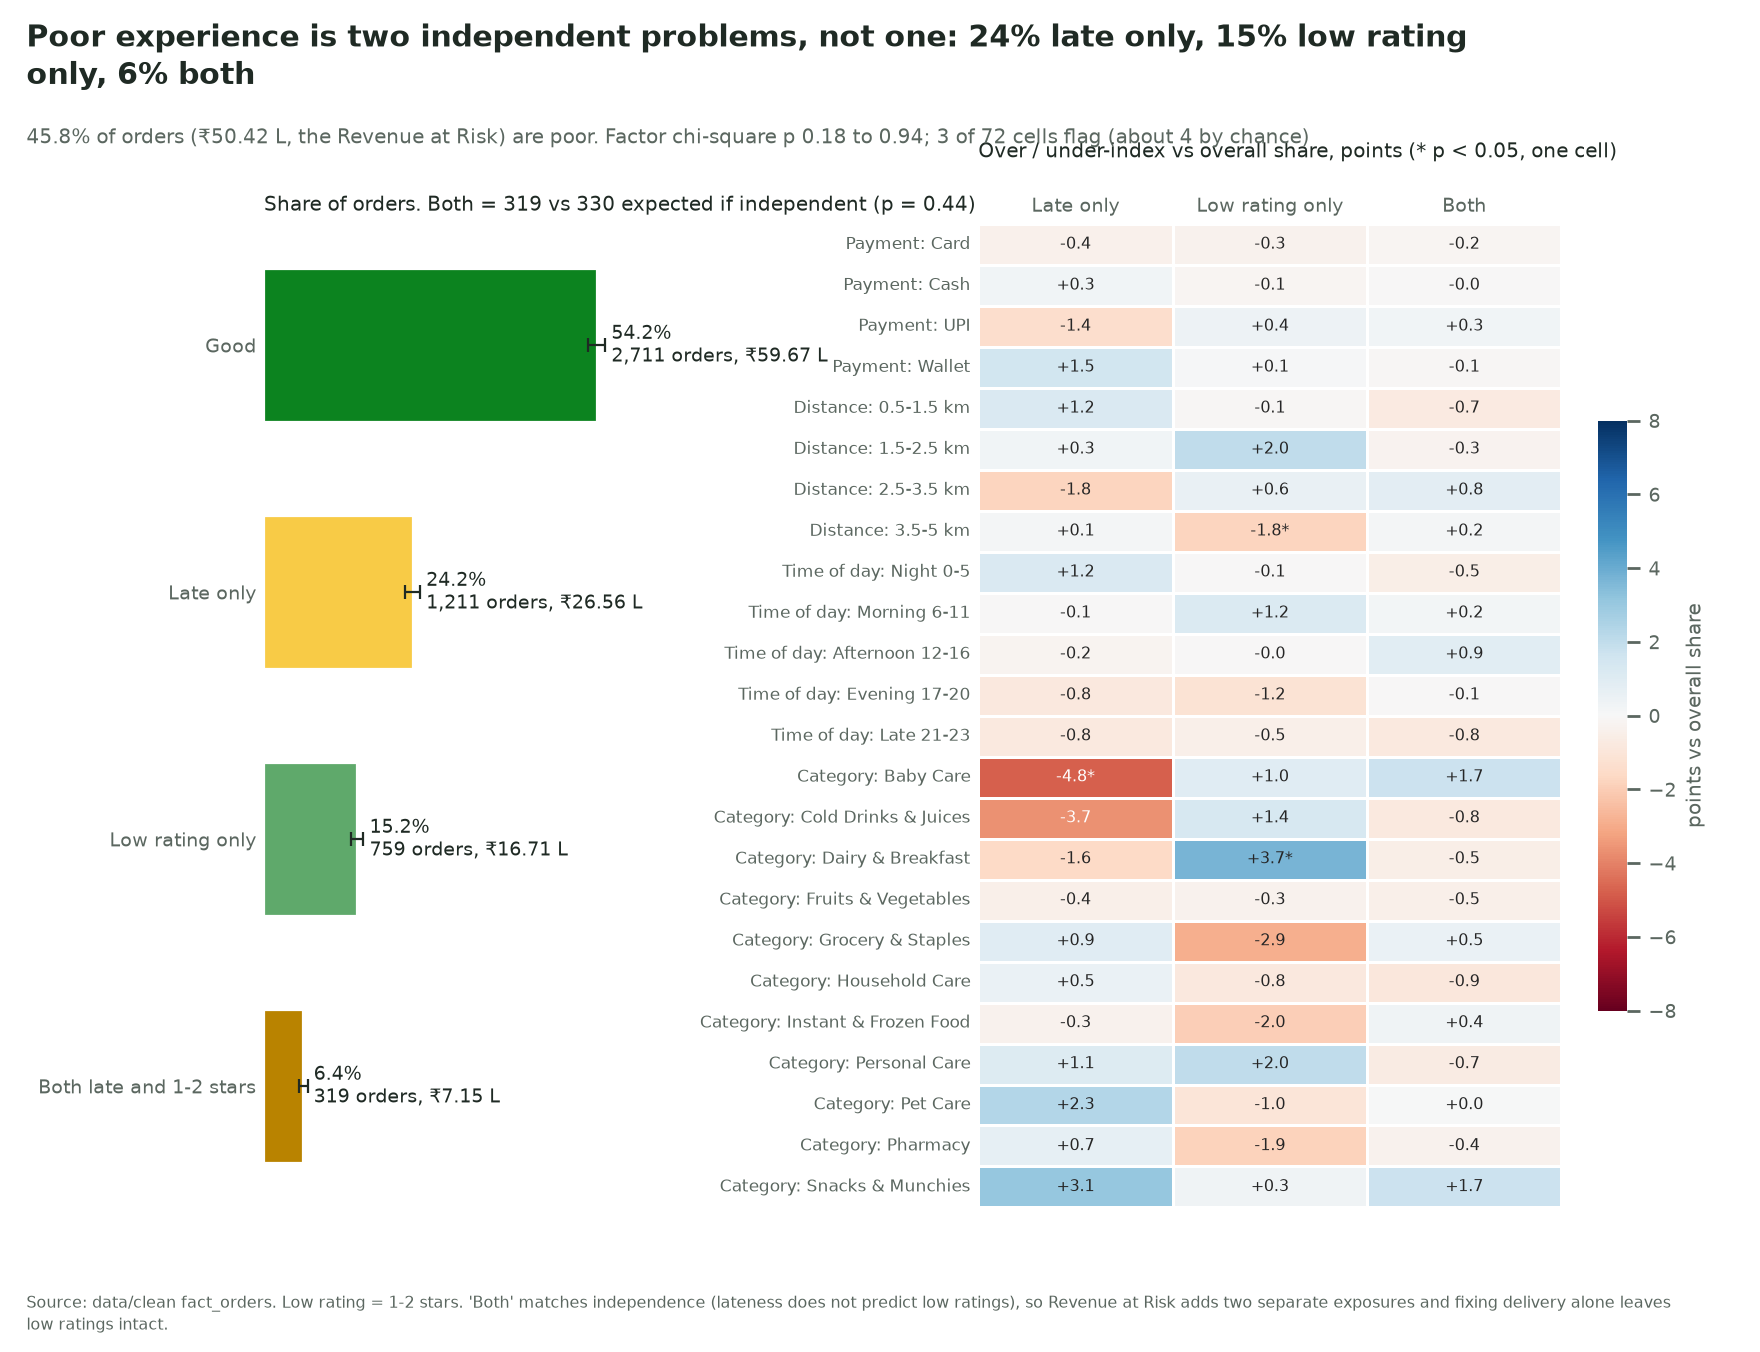 Poor experience is two independent problems, not one: 24% late only, 15% low rating
only, 6% both
45.8% of orders (₹50.42 L, the Revenue at Risk) are poor. Factor chi-square p 0.18 to 0.94; 3 of 72 cells flag (about 4 by chance)
Over / under-index vs overall share, points (* p < 0.05, one cell)
Share of orders. Both = 319 vs 330 expected if independent (p = 0.44)
Good
54.2%
2,711 orders, ₹59.67 L
Late only
24.2%
1,211 orders, ₹26.56 L
Low rating only
15.2%
759 orders, ₹16.71 L
Both late and 1-2 stars
6.4%
319 orders, ₹7.15 L
Late only Low rating only Both
Payment: Card -0.4 -0.3 -0.2
Payment: Cash +0.3 -0.1 -0.0
Payment: UPI -1.4 +0.4 +0.3
Payment: Wallet +1.5 +0.1 -0.1
Distance: 0.5-1.5 km +1.2 -0.1 -0.7
Distance: 1.5-2.5 km +0.3 +2.0 -0.3
Distance: 2.5-3.5 km -1.8 +0.6 +0.8
Distance: 3.5-5 km +0.1 -1.8* +0.2
Time of day: Night 0-5 +1.2 -0.1 -0.5
Time of day: Morning 6-11 -0.1 +1.2 +0.2
Time of day: Afternoon 12-16 -0.2 -0.0 +0.9
Time of day: Evening 17-20 -0.8 -1.2 -0.1
Time of day: Late 21-23 -0.8 -0.5 -0.8
Category: Baby Care -4.8* +1.0 +1.7
Category: Cold Drinks & Juices -3.7 +1.4 -0.8
Category: Dairy & Breakfast -1.6 +3.7* -0.5
Category: Fruits & Vegetables -0.4 -0.3 -0.5
Category: Grocery & Staples +0.9 -2.9 +0.5
Category: Household Care +0.5 -0.8 -0.9
Category: Instant & Frozen Food -0.3 -2.0 +0.4
Category: Personal Care +1.1 +2.0 -0.7
Category: Pet Care +2.3 -1.0 +0.0
Category: Pharmacy +0.7 -1.9 -0.4
Category: Snacks & Munchies +3.1 +0.3 +1.7
8
6
4
2
0
−2
−4
−6
−8
points vs overall share
Source: data/clean fact_orders. Low rating = 1-2 stars. 'Both' matches independence (lateness does not predict low ratings), so Revenue at Risk adds two separate exposures and fixing delivery alone leaves
low ratings intact.